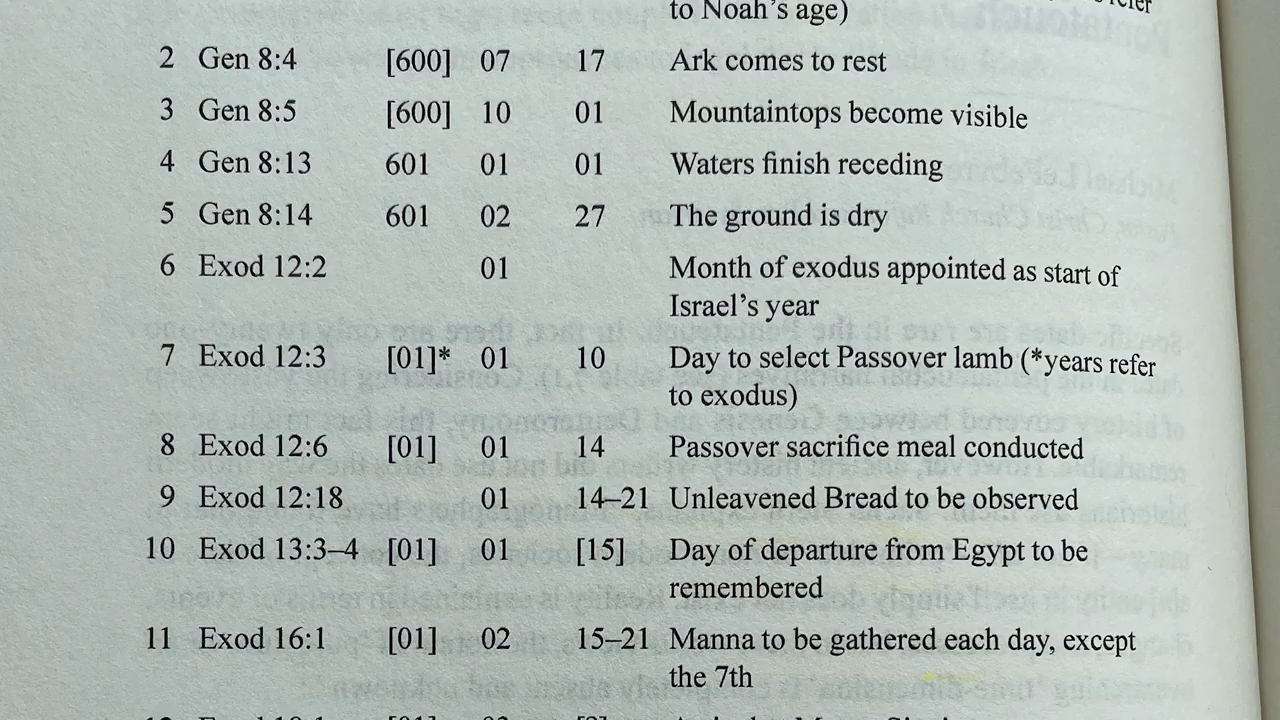 refer
to Noah's age)
2 Gen 8:4 [600] 07 17 Ark comes to rest
3 Gen 8:5 [600] 10 01 Mountaintops become visible
4 Gen 8:13 601 01 01 Waters finish receding
5 Gen 8:14 601 02 27 The ground is dry
6 Exod 12:2 01 Month of exodus appointed as start of
Israel's year
7 Exod 12:3 [01]* 01 10 Day to select Passover lamb (*years refer
to exodus)
8 Exod 12:6 [01] 01 14 Passover sacrifice meal conducted
9 Exod 12:18 01 14–21 Unleavened Bread to be observed
10 Exod 13:3–4 [01] 01 [15] Day of departure from Egypt to be
remembered
11 Exod 16:1 [01] 02 15–21 Manna to be gathered each day, except
the 7th